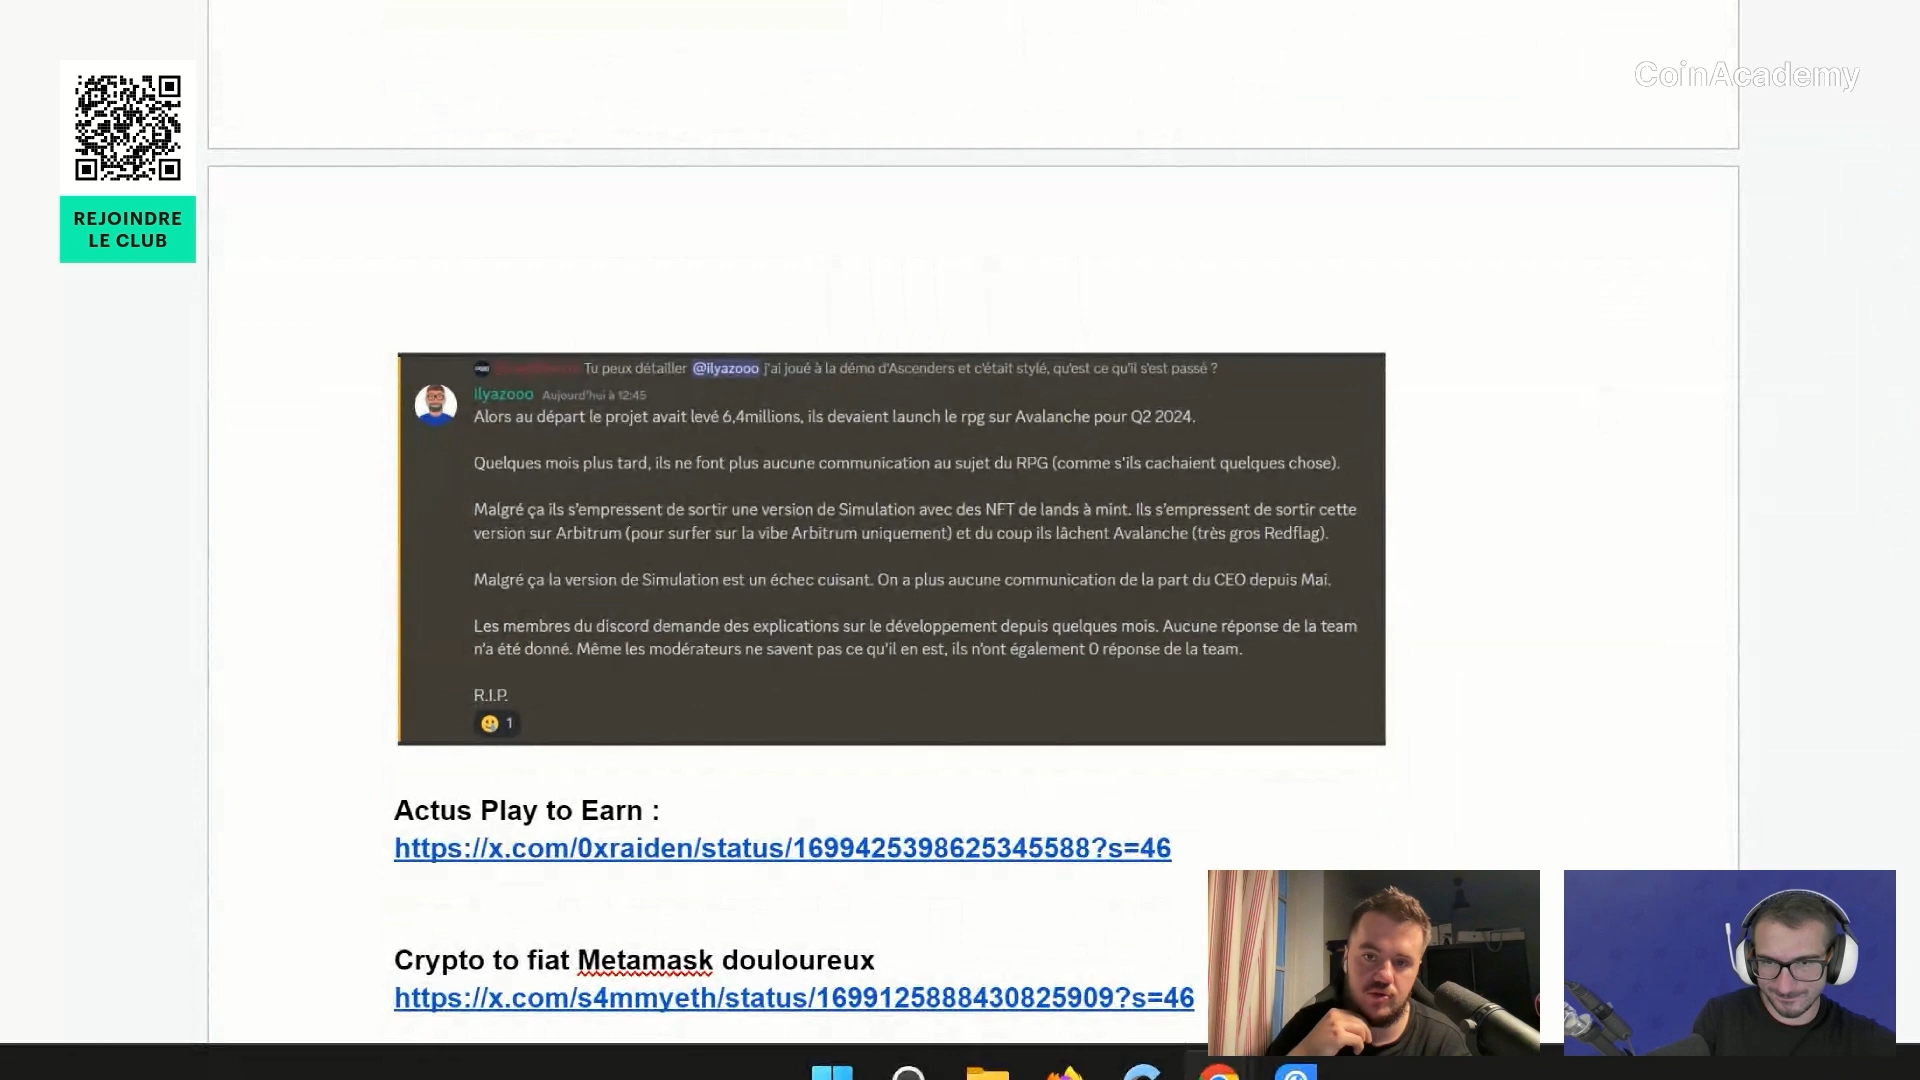 CoinAcademy
REJOINDRE
LE CLUB
Tu peux détailler @ilyazooo j'ai joué à la démo d'Ascenders et c'était stylé, qu'est ce qu'il s'est passé ?
Ilyazooo Aujourd'hui à 12:45
Alors au départ le projet avait levé 6,4millions, ils devaient launch le rpg sur Avalanche pour Q2 2024.
Quelques mois plus tard, ils ne font plus aucune communication au sujet du RPG (comme s'ils cachaient quelques chose).
Malgré ça ils s'empressent de sortir une version de Simulation avec des NFT de lands à mint. Ils s'empressent de sortir cette
version sur Arbitrum (pour surfer sur la vibe Arbitrum uniquement) et du coup ils lâchent Avalanche (très gros Redflag).
Malgré ça la version de Simulation est un échec cuisant. On a plus aucune communication de la part du CEO depuis Mai.
Les membres du discord demande des explications sur le développement depuis quelques mois. Aucune réponse de la team
n'a été donné. Même les modérateurs ne savent pas ce qu'il en est, ils n'ont également 0 réponse de la team.
R.I.P.
1
Actus Play to Earn :
https://x.com/0xraiden/status/1699425398625345588?s=46
Crypto to fiat Metamask douloureux
https://x.com/s4mmyeth/status/1699125888430825909?s=46